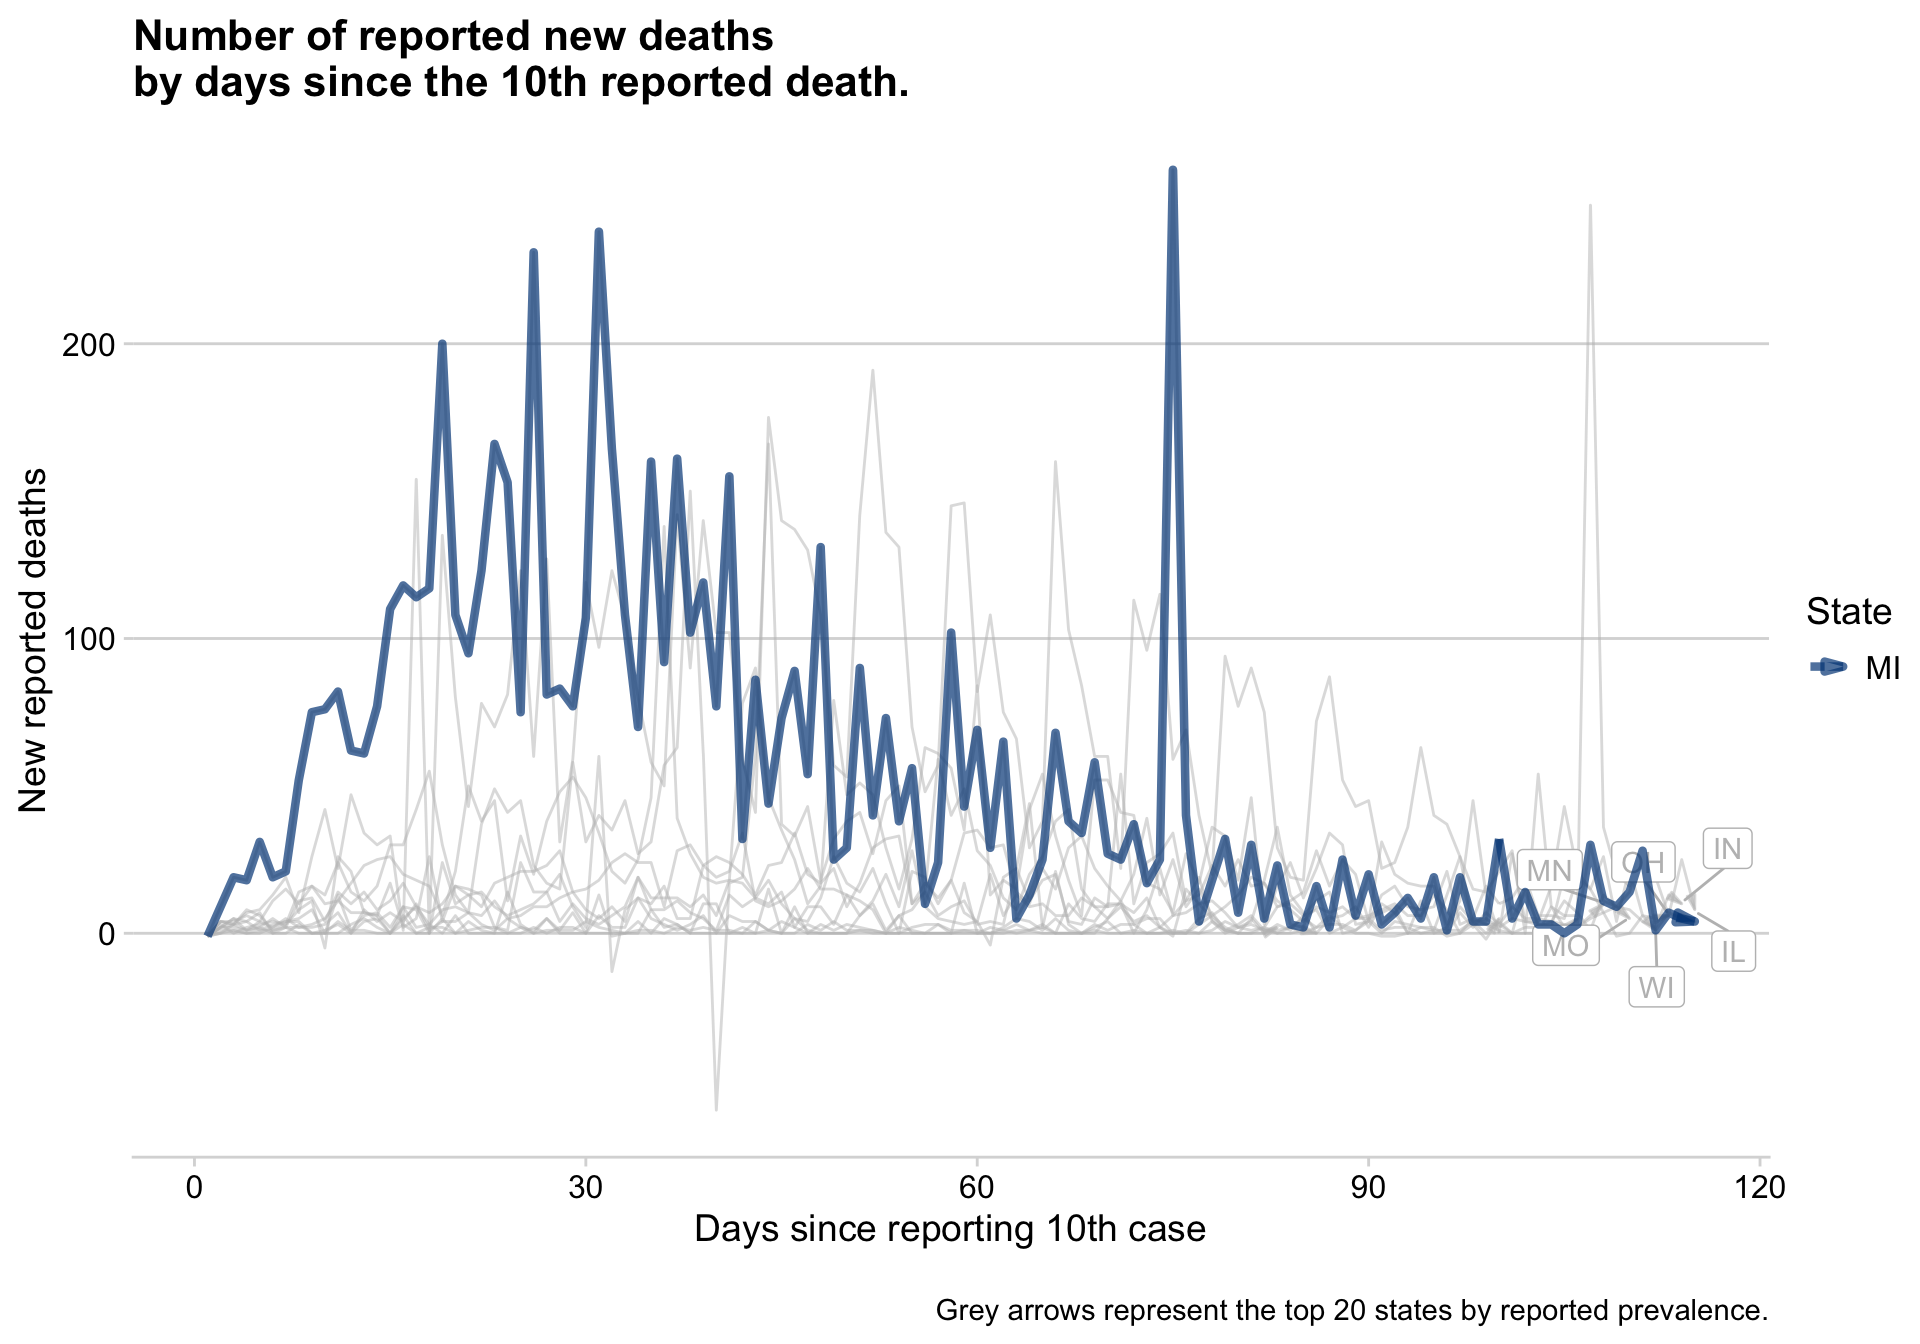 Number of reported new deaths
by days since the 10th reported death.
New reported deaths
200
100
0
0
30
60
90
120
Days since reporting 10th case
State
MI
MN
OH
IN
MO
IL
WI
Grey arrows represent the top 20 states by reported prevalence.